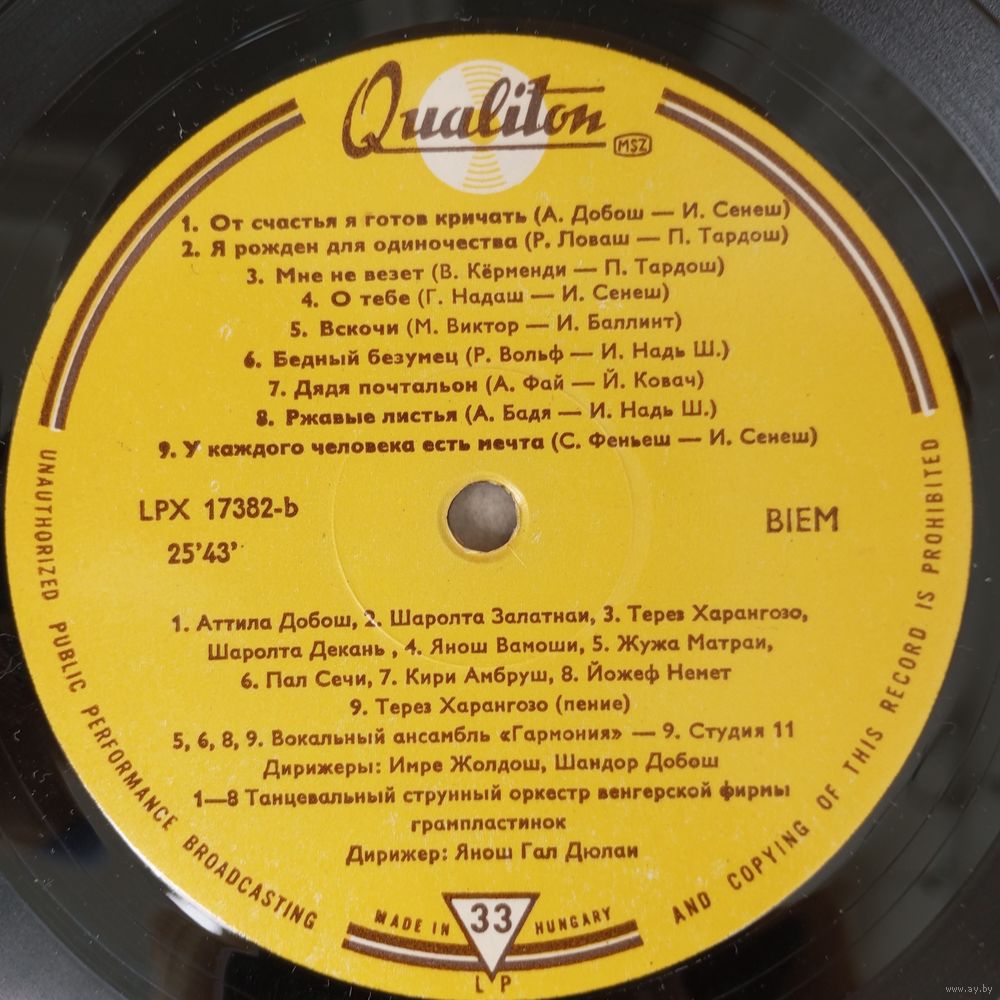 Qualiton
MSZ
1. От счастья я готов кричать (А. Добош — И. Сенеш)
2. Я рожден для одиночества (Р. Ловаш — П. Тардош)
3. Мне не везет (В. Кёрменди — П. Тардош)
4. О тебе (Г. Надаш — И. Сенеш)
5. Вскочи (М. Виктор — И. Баллинт)
6. Бедный безумец (Р. Вольф — И. Надь Ш.)
7. Дядя почтальон (А. Фай — Й. Ковач)
8. Ржавые листья (А. Бадя — И. Надь Ш.)
9. У каждого человека есть мечта (С. Феньеш — И. Сенеш)
LPX 17382-b
BIEM
25'43'
1. Аттила Добош, 2. Шаролта Залатнаи, 3. Терез Харангозо,
Шаролта Декань , 4. Янош Вамоши, 5. Жужа Матраи,
6. Пал Сечи, 7. Кири Амбруш, 8. Йожеф Немет
9. Терез Харангозо (пение)
5, 6, 8, 9. Вокальный ансамбль «Гармония» — 9. Студия 11
Дирижеры: Имре Жолдош, Шандор Добош
1—8 Танцевальный струнный оркестр венгерской фирмы
грампластинок
Дирижер: Янош Гал Дюлаи
MADE IN 33 HUNGARY
LP
UNAUTHORIZED PUBLIC PERFORMANCE BROADCASTING AND COPYING OF THIS RECORD IS PROHIBITED
www.ay.by